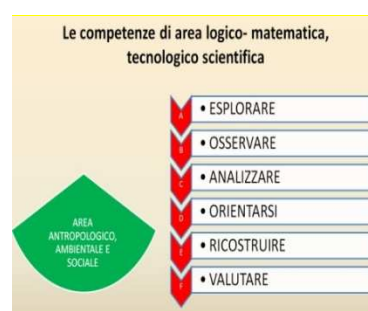 Le competenze di area logico- matematica,
tecnologico scientifica
A
• ESPLORARE
B
• OSSERVARE
C
• ANALIZZARE
D
• ORIENTARSI
E
• RICOSTRUIRE
F
• VALUTARE
AREA
ANTROPOLOGICO,
AMBIENTALE E
SOCIALE